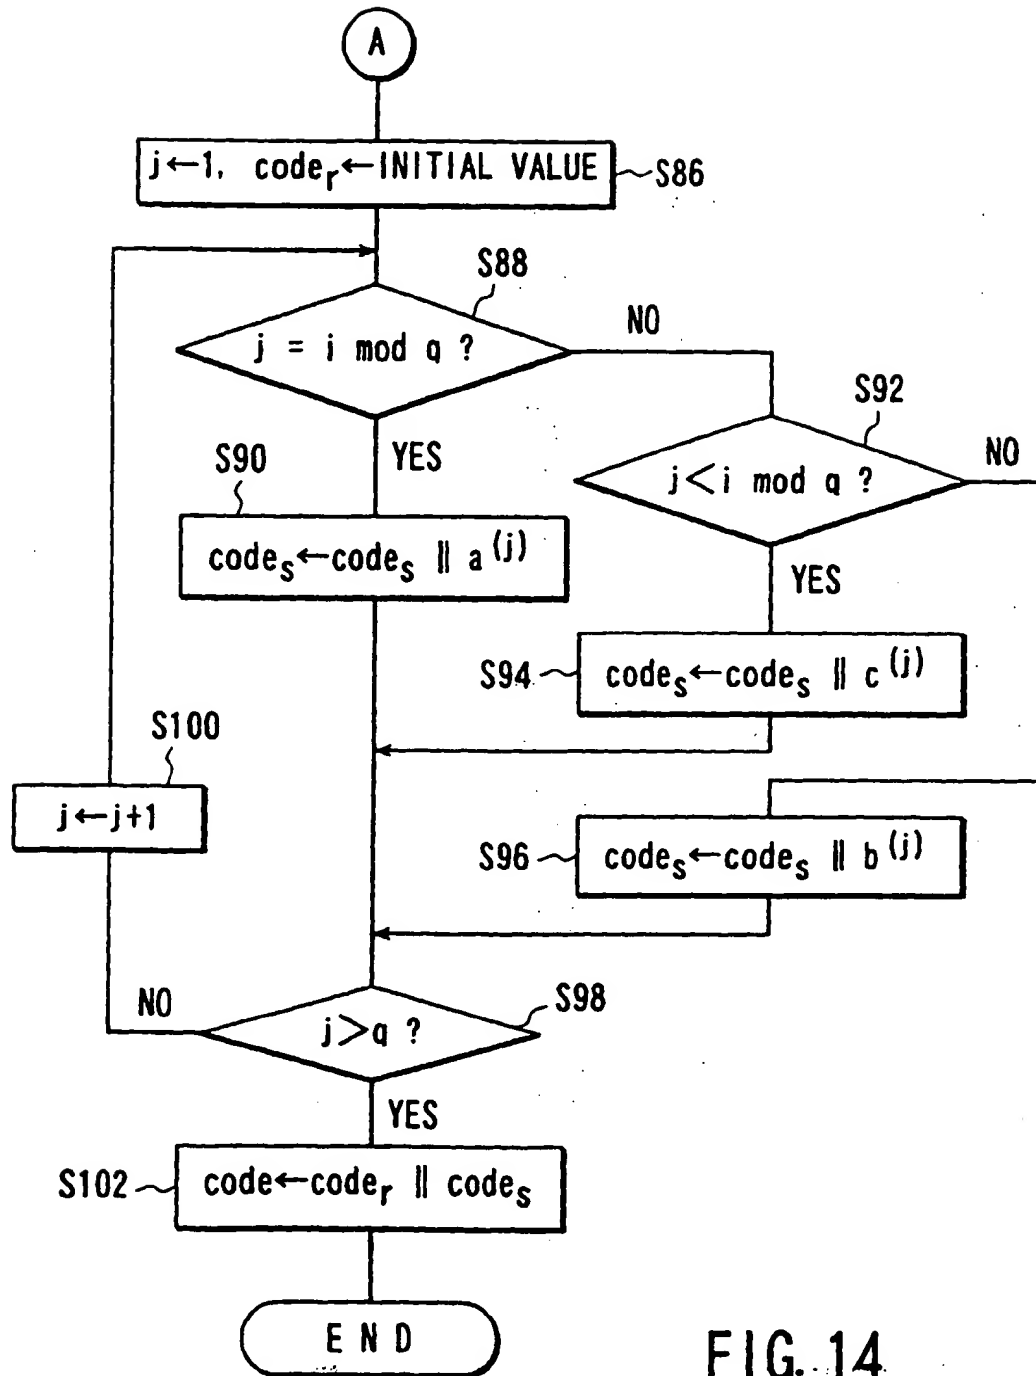 A
j←1, code_r←INITIAL VALUE
S86
S88
j = i mod q ?
NO
S92
j<i mod q ?
NO
YES
S90
code_s←code_s || a^(j)
YES
S94
code_s←code_s || c^(j)
S100
j←j+1
S96
code_s←code_s || b^(j)
S98
j>q ?
NO
YES
S102
code←code_r || code_s
END
FIG. 14